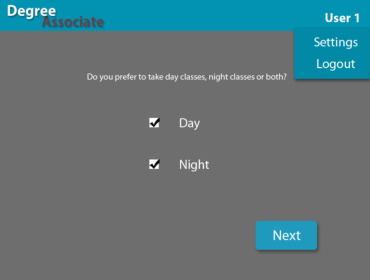 Degree
Associate
User 1
Settings
Logout
Do you prefer to take day classes, night classes or both?
Day
Night
Next